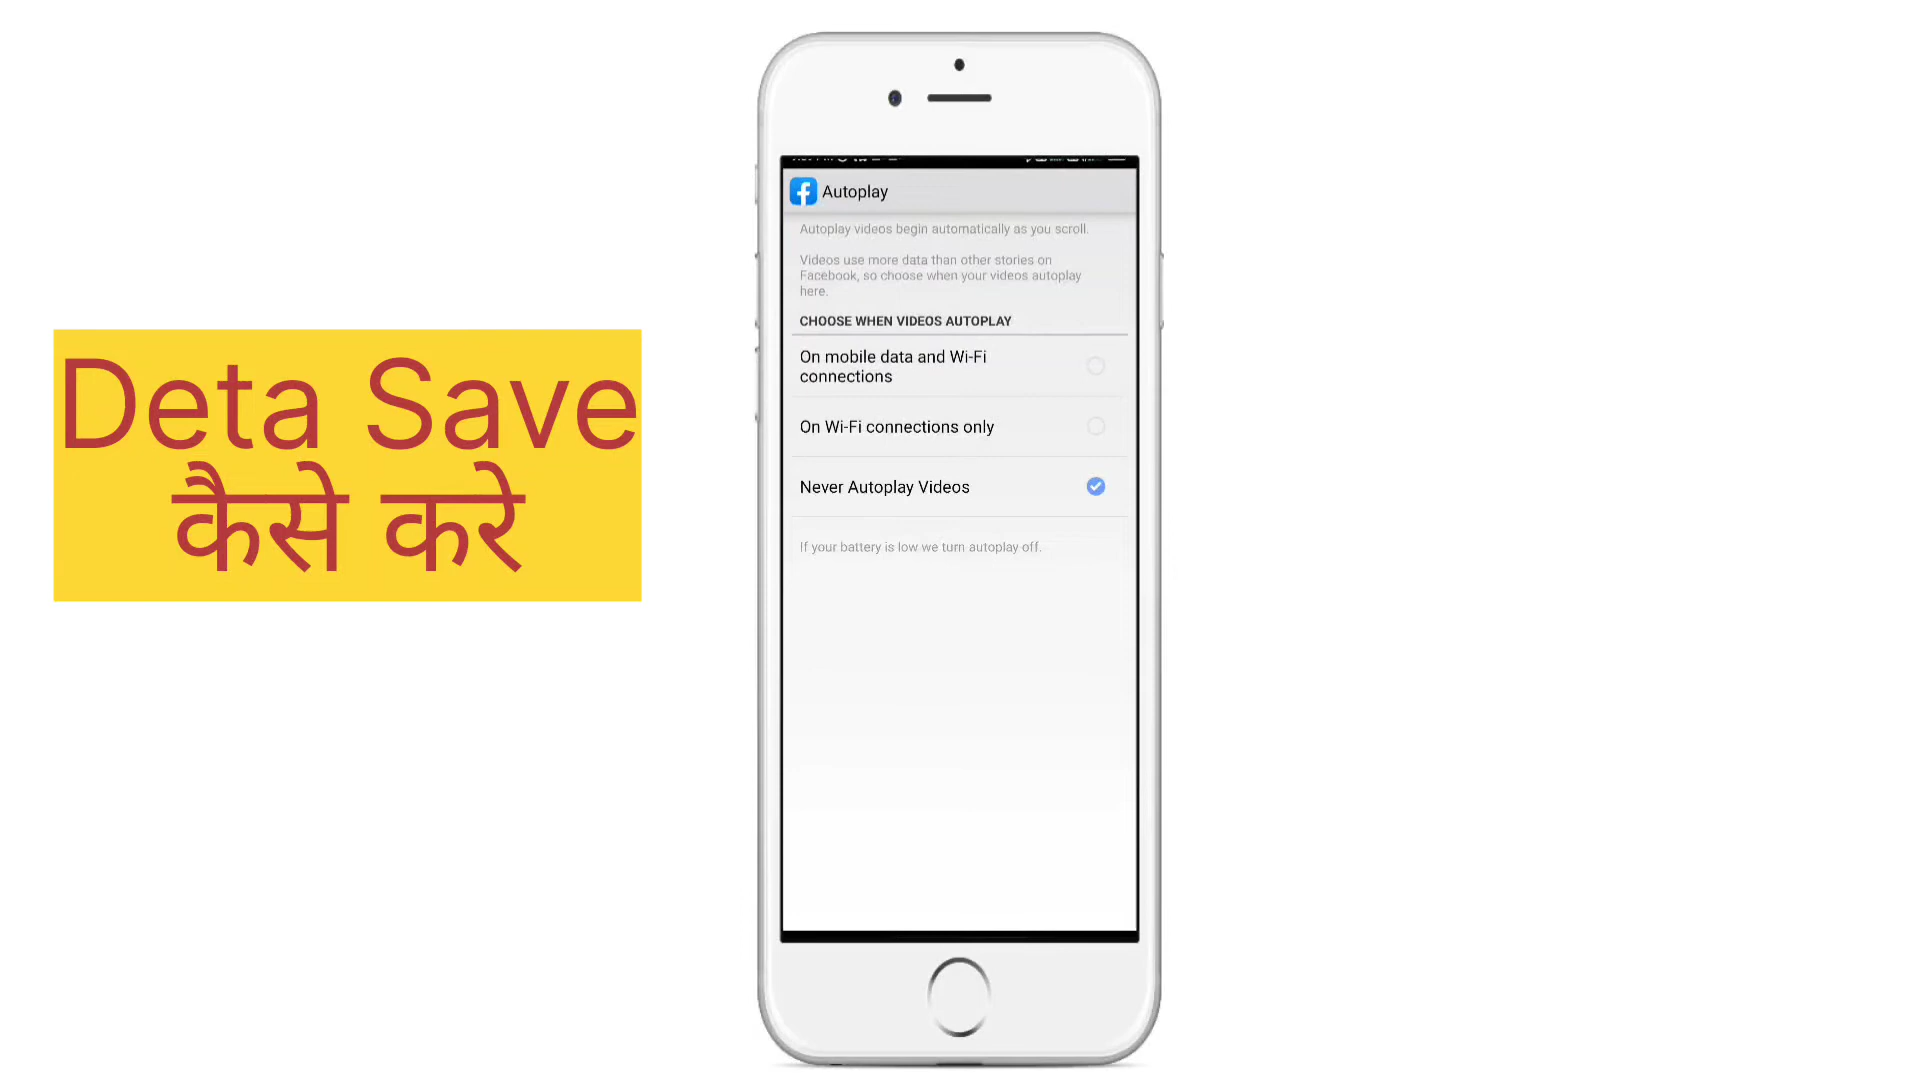 Deta Save
कैसे करे
Autoplay
Autoplay videos begin automatically as you scroll.
Videos use more data than other stories on
Facebook, so choose when your videos autoplay
here.
CHOOSE WHEN VIDEOS AUTOPLAY
On mobile data and Wi-Fi
connections
On Wi-Fi connections only
Never Autoplay Videos
If your battery is low we turn autoplay off.